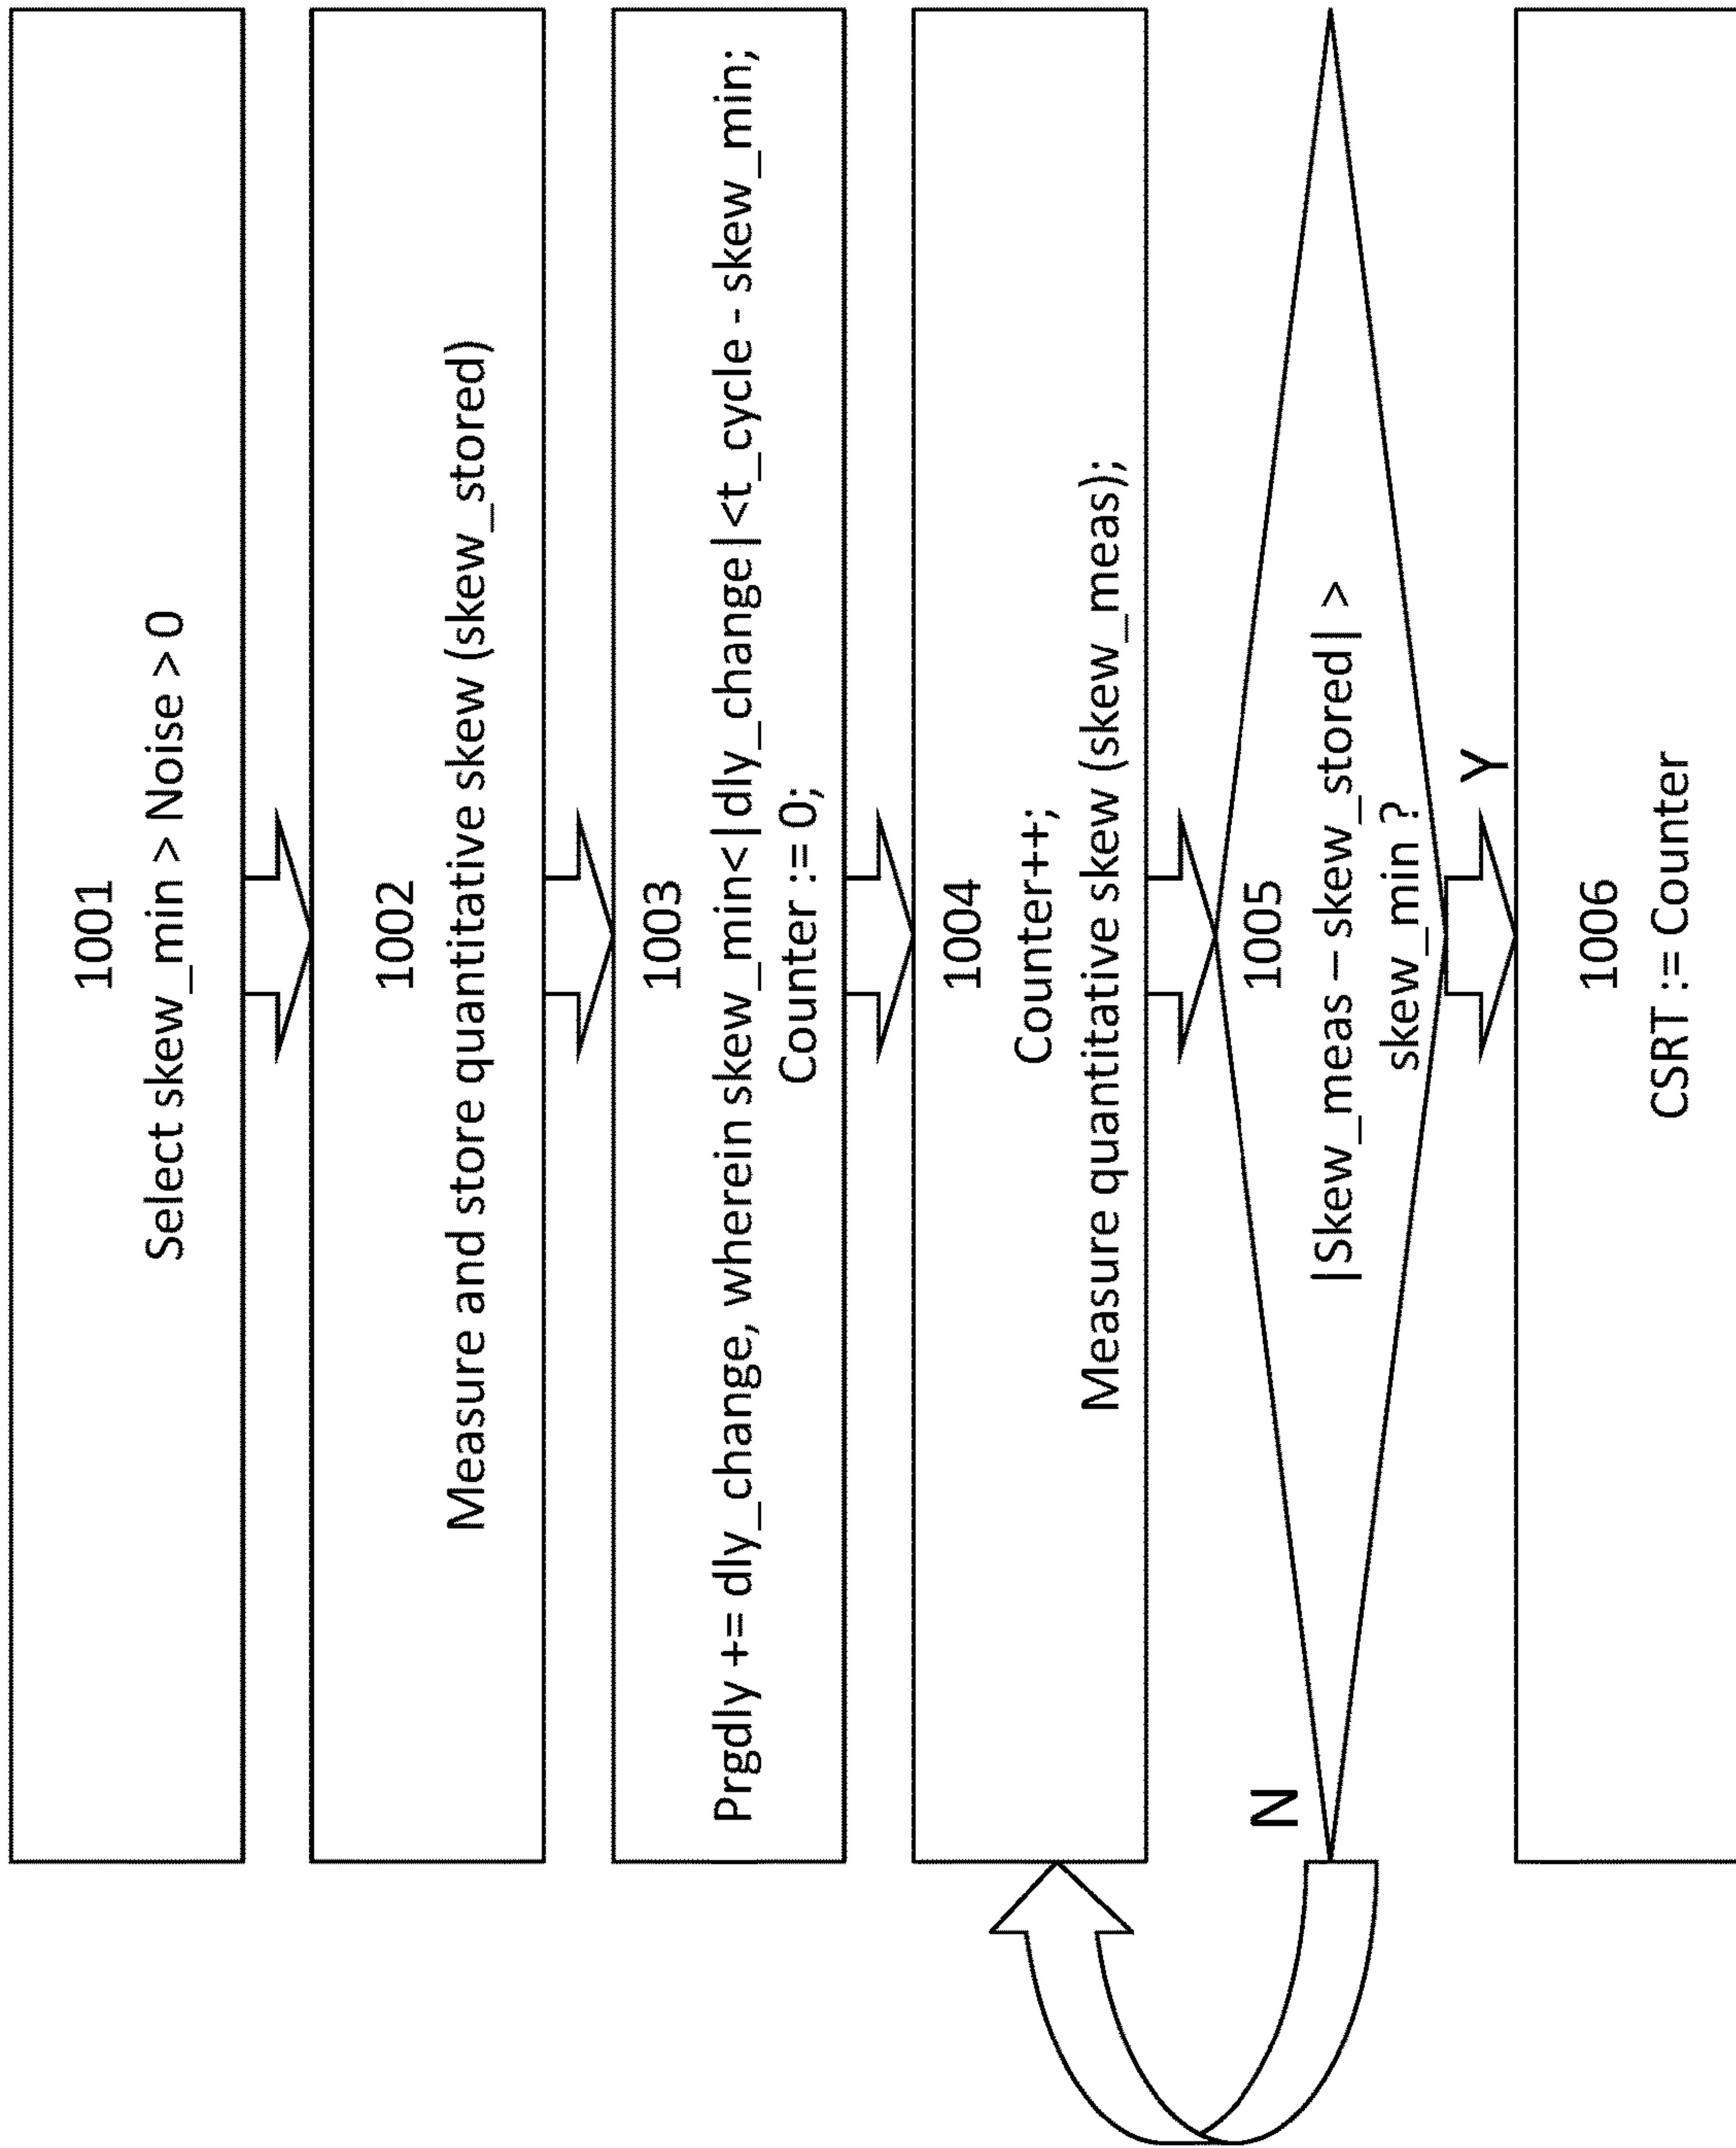 1001
Select skew_min > Noise > 0
1002
Measure and store quantitative skew (skew_stored)
1003
Prgdly += dly_change, wherein skew_min<|dly_change|<t_cycle - skew_min;
Counter := 0;
1004
Counter++;
Measure quantitative skew (skew_meas);
1005
|Skew_meas – skew_stored| >
skew_min ?
N
Y
1006
CSRT := Counter